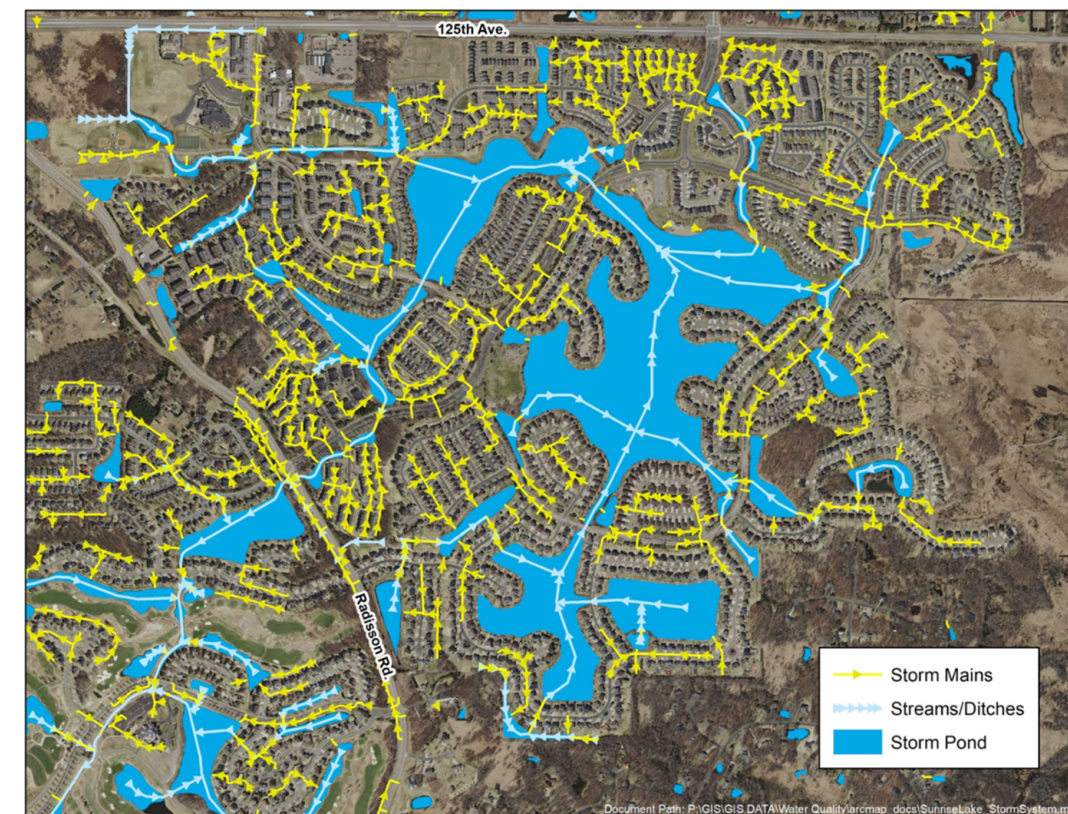 125th Ave.
Radisson Rd.
Storm Mains
Streams/Ditches
Storm Pond
Document Path: P:\GIS\GIS DATA\Water Quality\arcmap_docs\SunriseLake_StormSystem.m